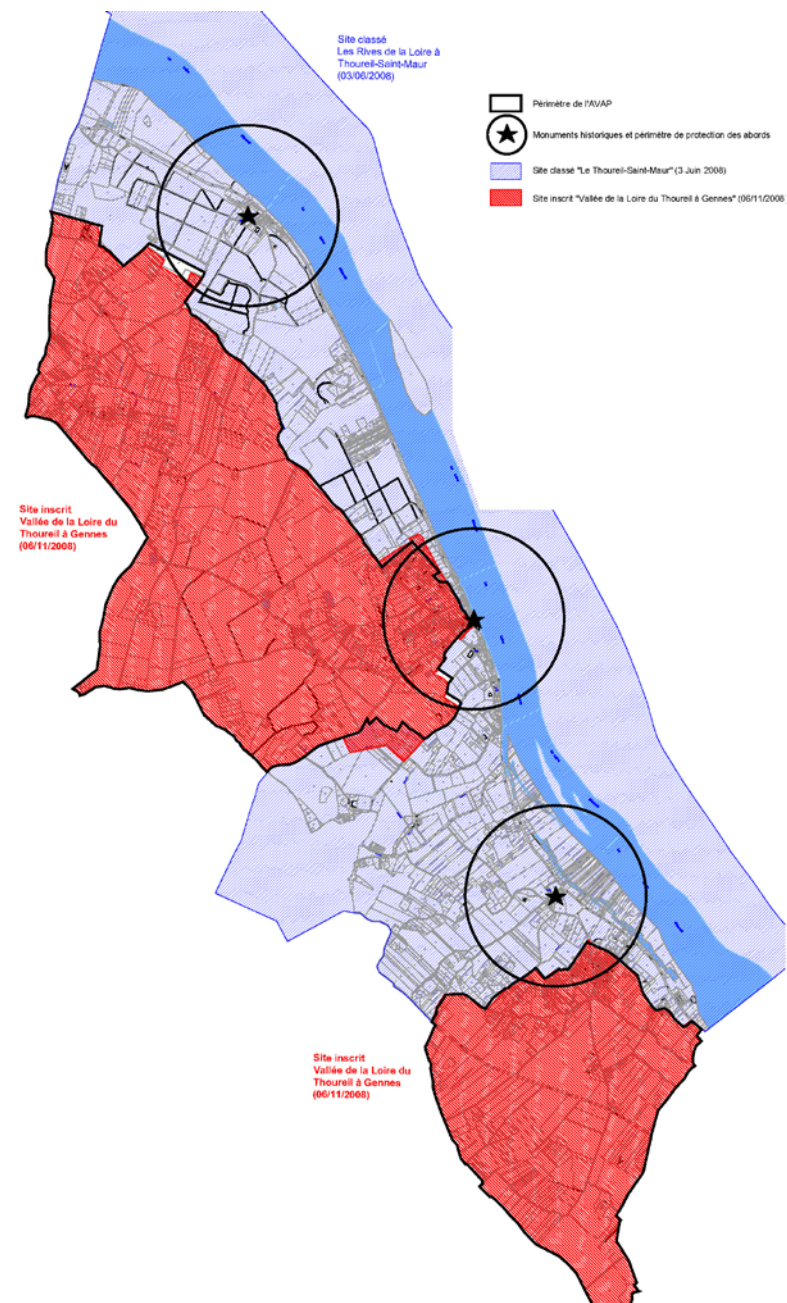 Site classé
Les Rives de la Loire à
Thoureil-Saint-Maur
(03/06/2008)
Périmètre de l'AVAP
Monuments historiques et périmètre de protection des abords
Site classé "Le Thoureil-Saint-Maur" (3 Juin 2008)
Site inscrit "Vallée de la Loire du Thoureil à Gennes" (06/11/2008)
Site inscrit
Vallée de la Loire du
Thoureil à Gennes
(06/11/2008)
Site inscrit
Vallée de la Loire du
Thoureil à Gennes
(06/11/2008)